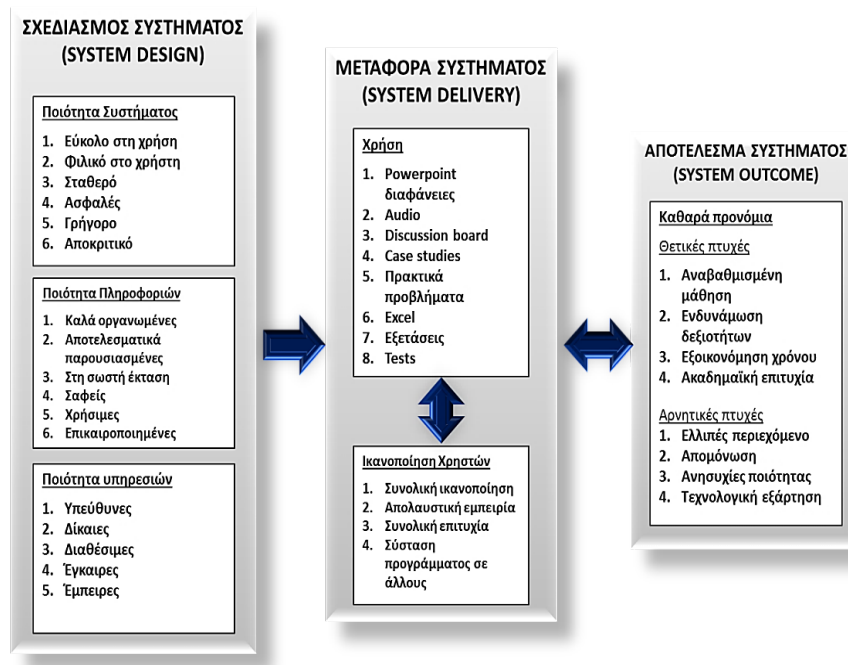 ΣΧΕΔΙΑΣΜΟΣ ΣΥΣΤΗΜΑΤΟΣ
(SYSTEM DESIGN)
Ποιότητα Συστήματος
1. Εύκολο στη χρήση
2. Φιλικό στο χρήστη
3. Σταθερό
4. Ασφαλές
5. Γρήγορο
6. Αποκριτικό
Ποιότητα Πληροφοριών
1. Καλά οργανωμένες
2. Αποτελεσματικά
παρουσιασμένες
3. Στη σωστή έκταση
4. Σαφείς
5. Χρήσιμες
6. Επικαιροποιημένες
Ποιότητα υπηρεσιών
1. Υπεύθυνες
2. Δίκαιες
3. Διαθέσιμες
4. Έγκαιρες
5. Έμπειρες
ΜΕΤΑΦΟΡΑ ΣΥΣΤΗΜΑΤΟΣ
(SYSTEM DELIVERY)
Χρήση
1. Powerpoint
διαφάνειες
2. Audio
3. Discussion board
4. Case studies
5. Πρακτικά
προβλήματα
6. Excel
7. Εξετάσεις
8. Tests
Ικανοποίηση Χρηστών
1. Συνολική ικανοποίηση
2. Απολαυστική εμπειρία
3. Συνολική επιτυχία
4. Σύσταση
προγράμματος σε
άλλους
ΑΠΟΤΕΛΕΣΜΑ ΣΥΣΤΗΜΑΤΟΣ
(SYSTEM OUTCOME)
Καθαρά προνόμια
Θετικές πτυχές
1. Αναβαθμισμένη
μάθηση
2. Ενδυνάμωση
δεξιοτήτων
3. Εξοικονόμηση χρόνου
4. Ακαδημαϊκή επιτυχία
Αρνητικές πτυχές
1. Ελλιπές περιεχόμενο
2. Απομόνωση
3. Ανησυχίες ποιότητας
4. Τεχνολογική εξάρτηση